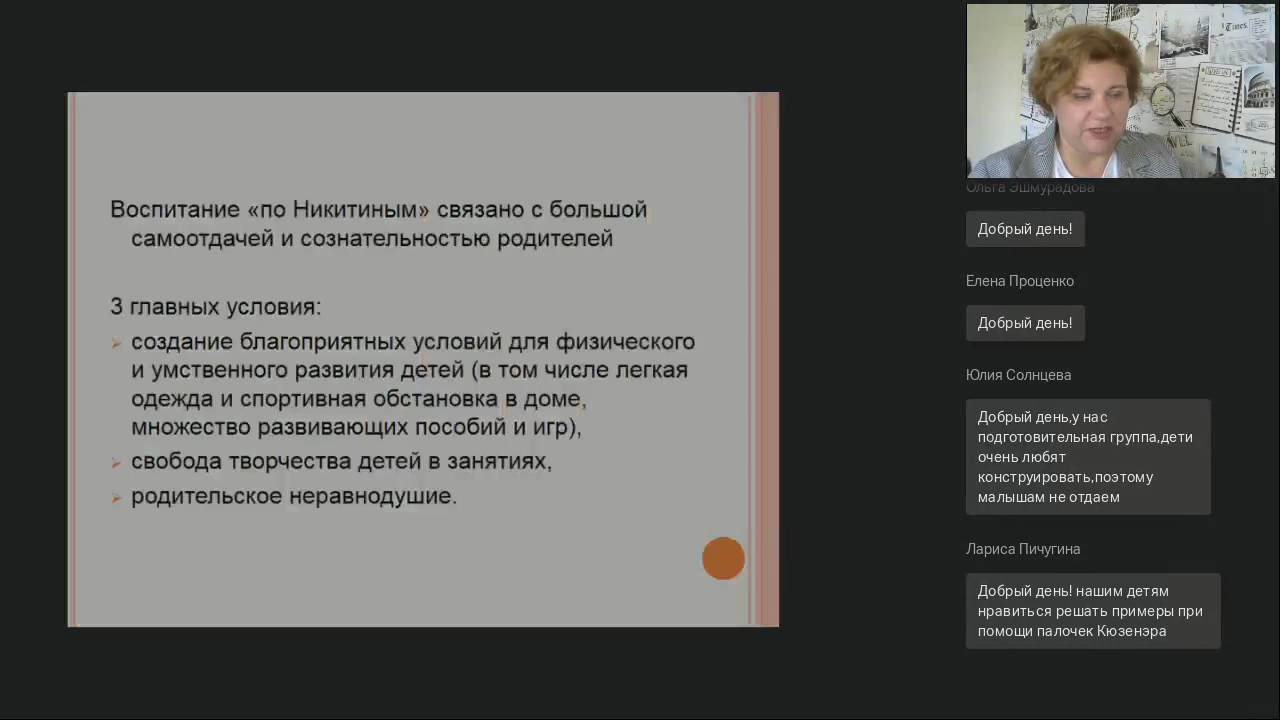 Воспитание «по Никитиным» связано с большой
самоотдачей и сознательностью родителей
3 главных условия:
создание благоприятных условий для физического
и умственного развития детей (в том числе легкая
одежда и спортивная обстановка в доме,
множество развивающих пособий и игр),
свобода творчества детей в занятиях,
родительское неравнодушие.
Times
Ольга Эшмурадова
Добрый день!
Елена Проценко
Добрый день!
Юлия Солнцева
Добрый день,у нас
подготовительная группа,дети
очень любят
конструировать,поэтому
малышам не отдаем
Лариса Пичугина
Добрый день! нашим детям
нравиться решать примеры при
помощи палочек Кюзенэра